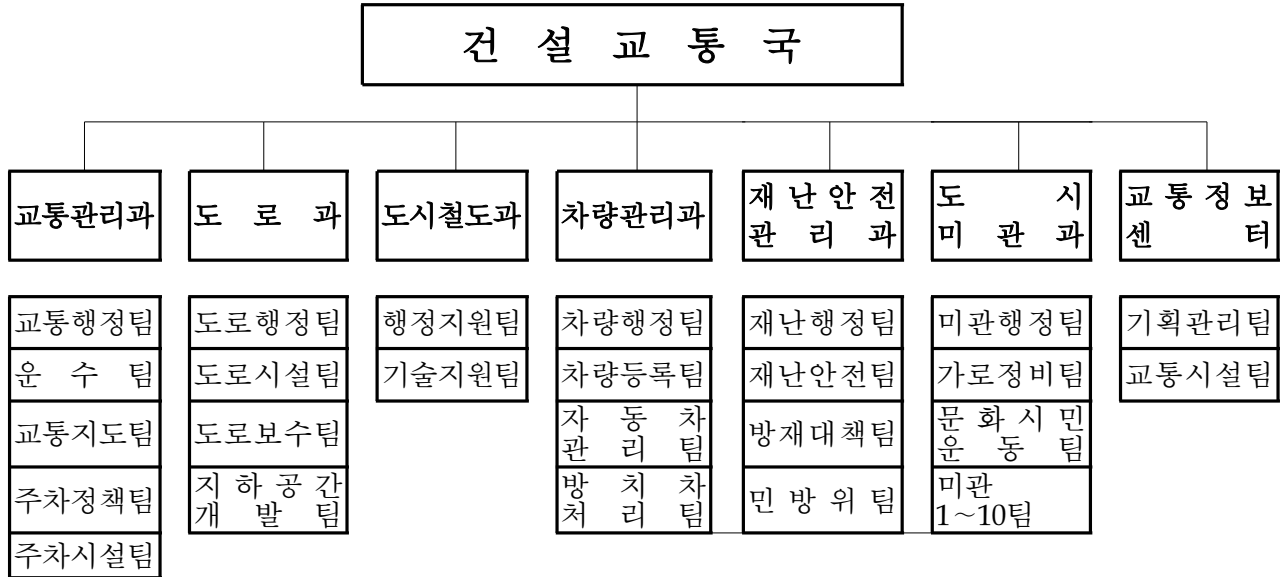 건 설 교 통 국
교통관리과
도 로 과
도시철도과
차량관리과
재 난 안 전
관 리 과
도 시
미 관 과
교 통 정 보
센 터
교통행정팀
운 수 팀
교통지도팀
주차정책팀
주차시설팀
도로행정팀
도로시설팀
도로보수팀
지 하 공 간
개 발 팀
행정지원팀
기술지원팀
차량행정팀
차량등록팀
자 동 차
관 리 팀
방 치 차
처 리 팀
재난행정팀
재난안전팀
방재대책팀
민 방 위 팀
미관행정팀
가로정비팀
문 화 시 민
운 동 팀
미관
1~10팀
기획관리팀
교통시설팀